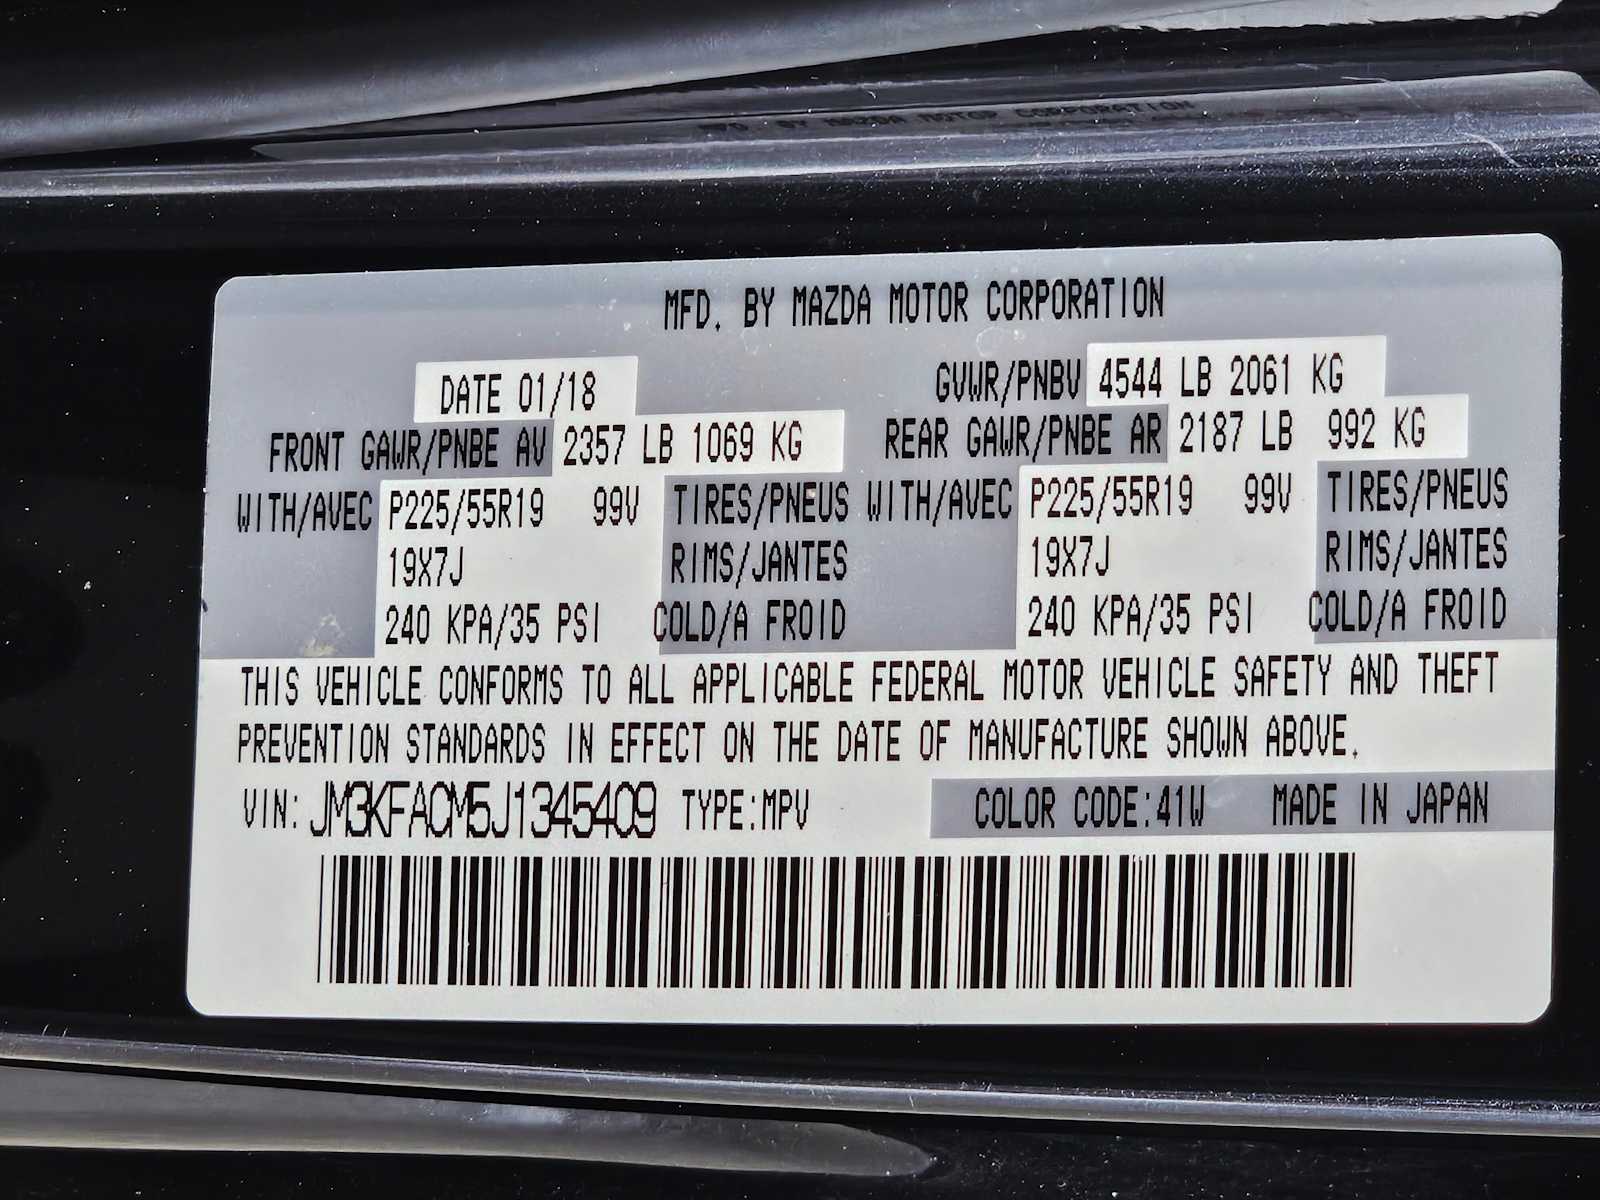 MFD. BY MAZDA MOTOR CORPORATION
MFD. BY MAZDA MOTOR CORPORATION
DATE 01/18 GVWR/PNBV 4544 LB 2061 KG
FRONT GAWR/PNBE AV 2357 LB 1069 KG REAR GAWR/PNBE AR 2187 LB 992 KG
WITH/AVEC P225/55R19 99V TIRES/PNEUS WITH/AVEC P225/55R19 99V TIRES/PNEUS
19X7J RIMS/JANTES 19X7J RIMS/JANTES
240 KPA/35 PSI COLD/A FROID 240 KPA/35 PSI COLD/A FROID
THIS VEHICLE CONFORMS TO ALL APPLICABLE FEDERAL MOTOR VEHICLE SAFETY AND THEFT
PREVENTION STANDARDS IN EFFECT ON THE DATE OF MANUFACTURE SHOWN ABOVE.
VIN: JM3KFACM5J1345409 TYPE:MPV COLOR CODE:41W MADE IN JAPAN